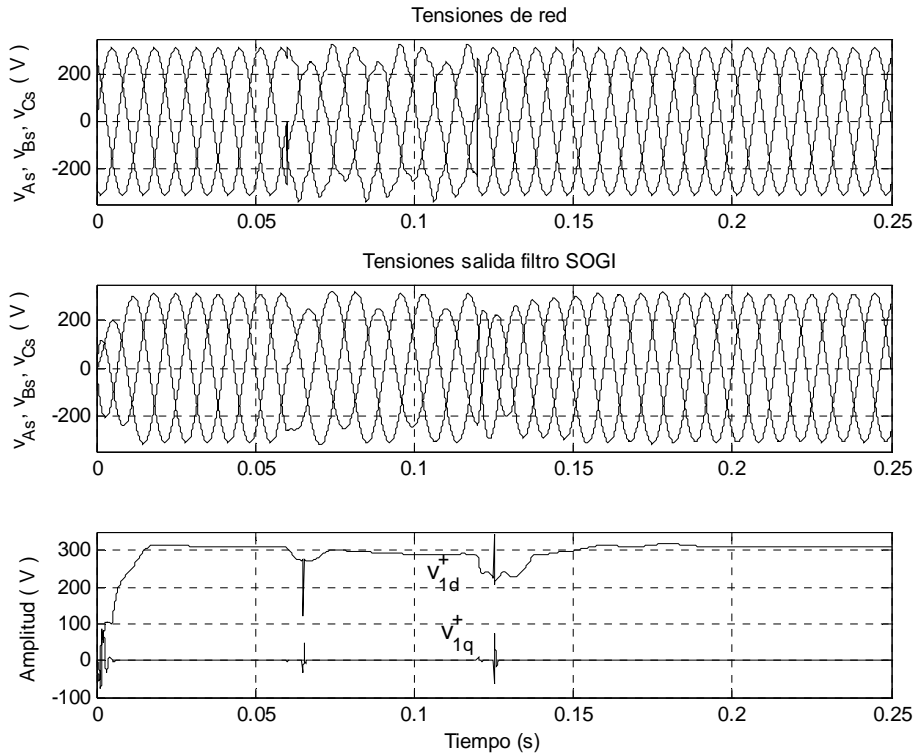 Tensiones de red
v_As, v_Bs, v_Cs ( V )
200
0
-200
0 0.05 0.1 0.15 0.2 0.25
Tensiones salida filtro SOGI
v_As, v_Bs, v_Cs ( V )
200
0
-200
0 0.05 0.1 0.15 0.2 0.25
Amplitud ( V )
300
200
100
0
-100
v^+_1d
v^+_1q
0 0.05 0.1 0.15 0.2 0.25
Tiempo (s)